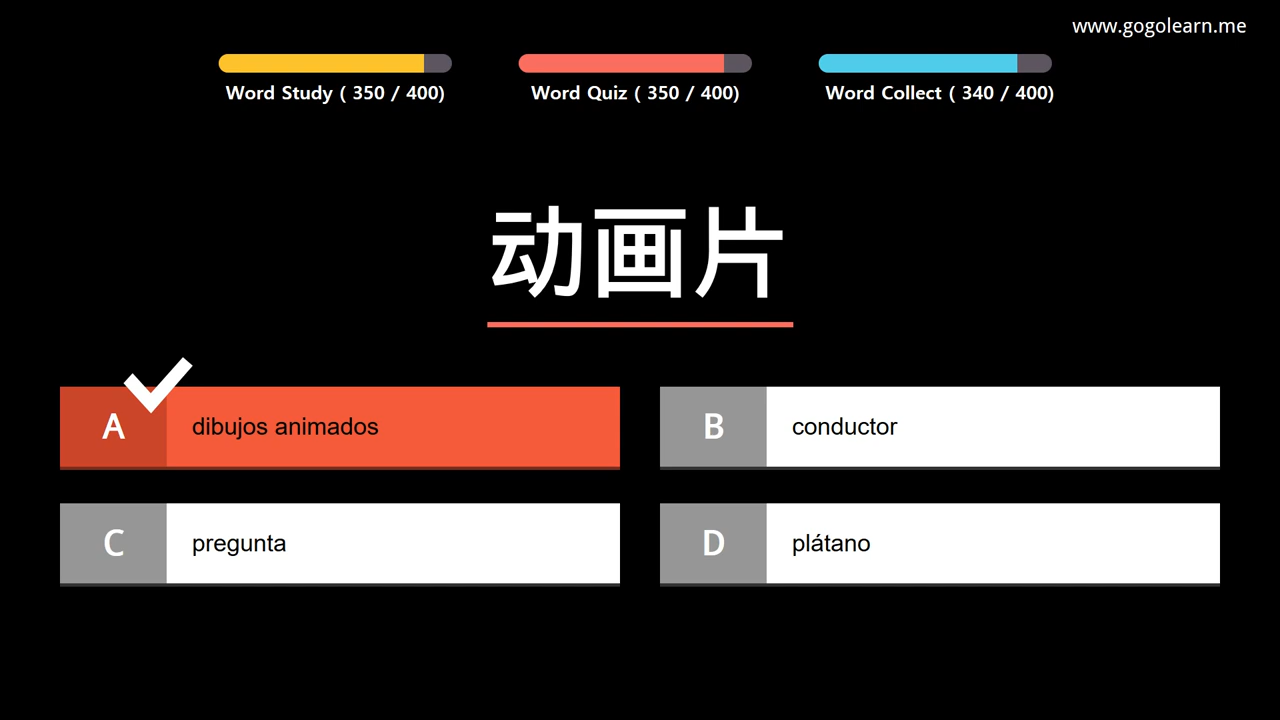 www.gogolearn.me
Word Study ( 350 / 400)
Word Quiz ( 350 / 400)
Word Collect ( 340 / 400)
动画片
A dibujos animados
B conductor
C pregunta
D plátano